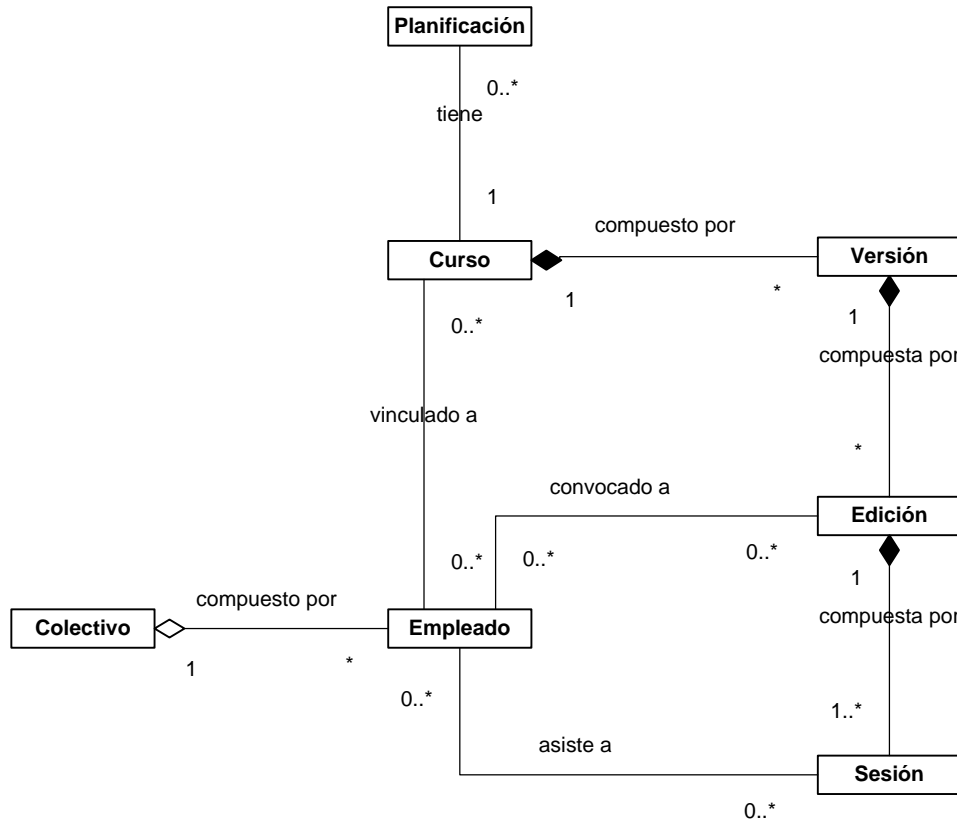 Planificación
0..*
tiene
1
compuesto por
Curso
Versión
1
*
1
0..*
compuesta por
vinculado a
*
convocado a
Edición
0..*
0..*
0..*
1
compuesto por
compuesta por
Colectivo
Empleado
1
*
0..*
1..*
asiste a
Sesión
0..*